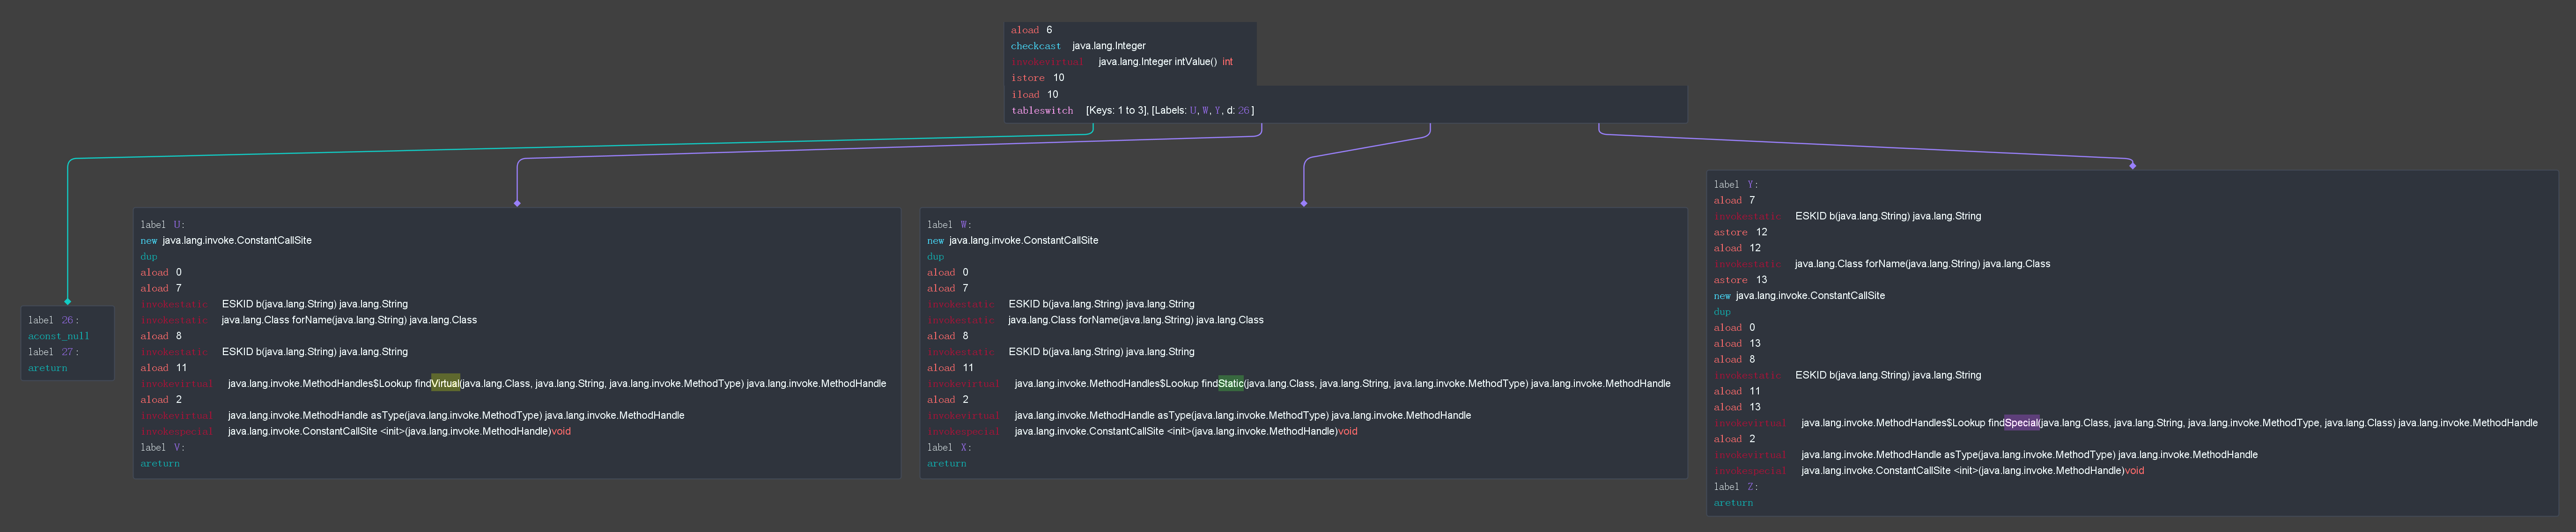 aload 6
checkcast java.lang.Integer
invokevirtual java.lang.Integer intValue() int
istore 10
iload 10
tableswitch [Keys: 1 to 3], [Labels: U, W, Y, d: 26]
label 26:
aconst_null
label 27:
areturn
label U:
new java.lang.invoke.ConstantCallSite
dup
aload 0
aload 7
invokestatic ESKID b(java.lang.String) java.lang.String
invokestatic java.lang.Class forName(java.lang.String) java.lang.Class
aload 8
invokestatic ESKID b(java.lang.String) java.lang.String
aload 11
invokevirtual java.lang.invoke.MethodHandles$Lookup findVirtual(java.lang.Class, java.lang.String, java.lang.invoke.MethodType) java.lang.invoke.MethodHandle
aload 2
invokevirtual java.lang.invoke.MethodHandle asType(java.lang.invoke.MethodType) java.lang.invoke.MethodHandle
invokespecial java.lang.invoke.ConstantCallSite <init>(java.lang.invoke.MethodHandle)void
label V:
areturn
label W:
new java.lang.invoke.ConstantCallSite
dup
aload 0
aload 7
invokestatic ESKID b(java.lang.String) java.lang.String
invokestatic java.lang.Class forName(java.lang.String) java.lang.Class
aload 8
invokestatic ESKID b(java.lang.String) java.lang.String
aload 11
invokevirtual java.lang.invoke.MethodHandles$Lookup findStatic(java.lang.Class, java.lang.String, java.lang.invoke.MethodType) java.lang.invoke.MethodHandle
aload 2
invokevirtual java.lang.invoke.MethodHandle asType(java.lang.invoke.MethodType) java.lang.invoke.MethodHandle
invokespecial java.lang.invoke.ConstantCallSite <init>(java.lang.invoke.MethodHandle)void
label X:
areturn
label Y:
aload 7
invokestatic ESKID b(java.lang.String) java.lang.String
astore 12
aload 12
invokestatic java.lang.Class forName(java.lang.String) java.lang.Class
astore 13
new java.lang.invoke.ConstantCallSite
dup
aload 0
aload 13
aload 8
invokestatic ESKID b(java.lang.String) java.lang.String
aload 11
aload 13
invokevirtual java.lang.invoke.MethodHandles$Lookup findSpecial(java.lang.Class, java.lang.String, java.lang.invoke.MethodType, java.lang.Class) java.lang.invoke.MethodHandle
aload 2
invokevirtual java.lang.invoke.MethodHandle asType(java.lang.invoke.MethodType) java.lang.invoke.MethodHandle
invokespecial java.lang.invoke.ConstantCallSite <init>(java.lang.invoke.MethodHandle)void
label Z:
areturn